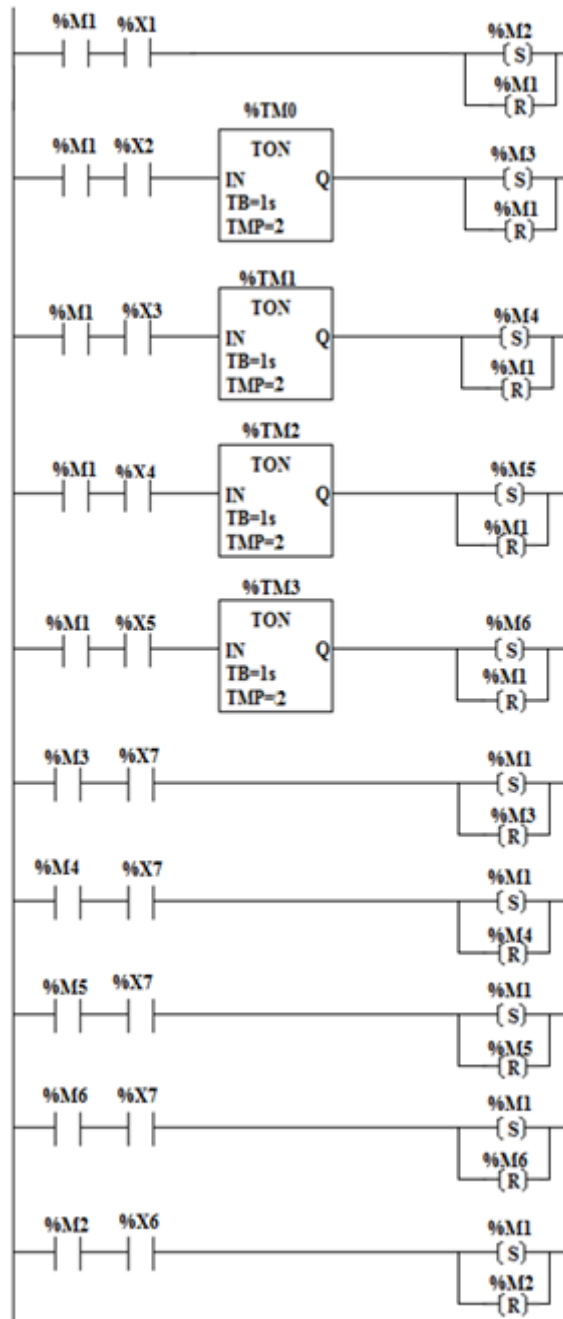 %M1 %X1 %M2
(S)
%M1
(R)
%TM0
%M1 %X2 TON %M3
IN Q (S)
TB=1s %M1
TMP=2 (R)
%TM1
%M1 %X3 TON %M4
IN Q (S)
TB=1s %M1
TMP=2 (R)
%TM2
%M1 %X4 TON %M5
IN Q (S)
TB=1s %M1
TMP=2 (R)
%TM3
%M1 %X5 TON %M6
IN Q (S)
TB=1s %M1
TMP=2 (R)
%M3 %X7 %M1
(S)
%M3
(R)
%M4 %X7 %M1
(S)
%M4
(R)
%M5 %X7 %M1
(S)
%M5
(R)
%M6 %X7 %M1
(S)
%M6
(R)
%M2 %X6 %M1
(S)
%M2
(R)